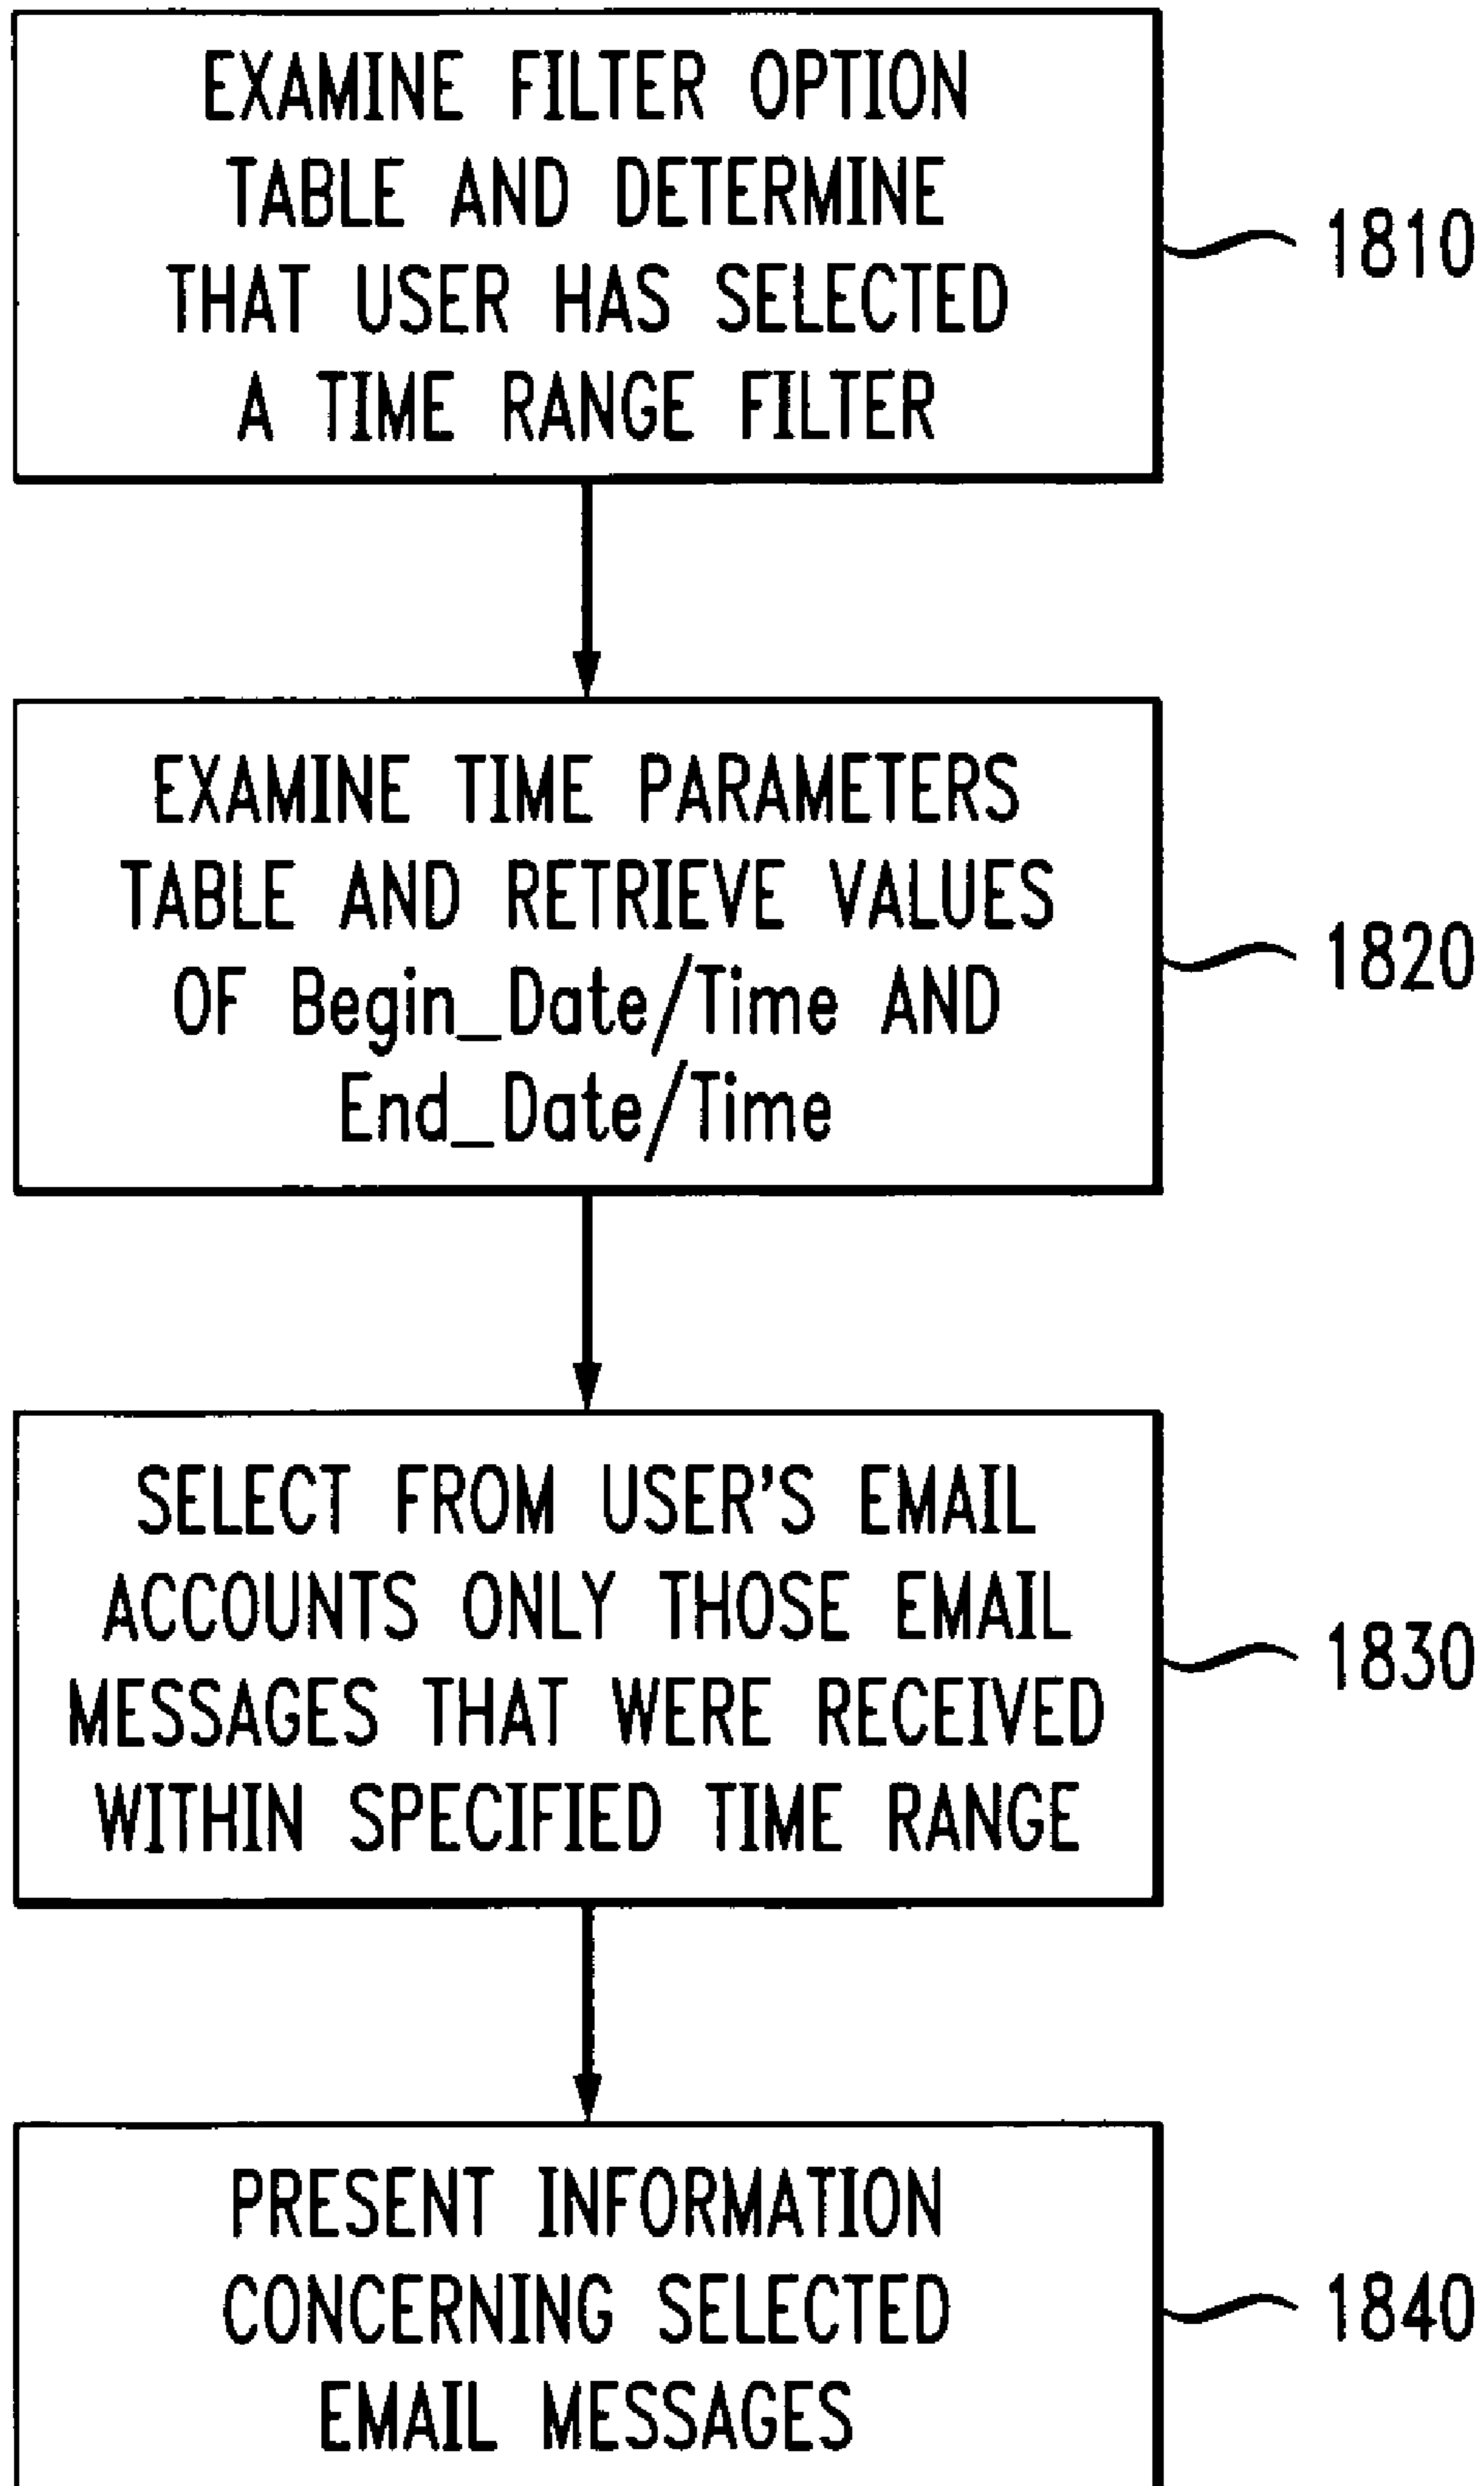 EXAMINE FILTER OPTION
TABLE AND DETERMINE
THAT USER HAS SELECTED
A TIME RANGE FILTER
1810
EXAMINE TIME PARAMETERS
TABLE AND RETRIEVE VALUES
OF Begin_Date/Time AND
End_Date/Time
1820
SELECT FROM USER'S EMAIL
ACCOUNTS ONLY THOSE EMAIL
MESSAGES THAT WERE RECEIVED
WITHIN SPECIFIED TIME RANGE
1830
PRESENT INFORMATION
CONCERNING SELECTED
EMAIL MESSAGES
1840